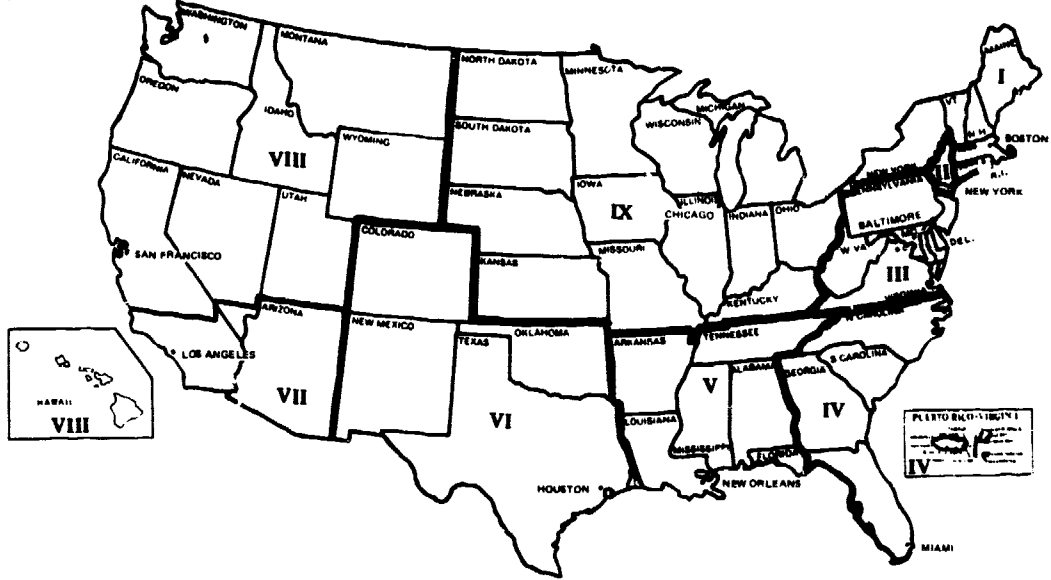 WASHINGTON
MONTANA
NORTH DAKOTA
MINNESOTA
MAINE
I
OREGON
IDAHO
VIII
WYOMING
SOUTH DAKOTA
WISCONSIN
MICHIGAN
VT
N H
BOSTON
CALIFORNIA
NEVADA
UTAH
NEBRASKA
IOWA
IX
ILLINOIS
CHICAGO
INDIANA
OHIO
NEW YORK
PENNSYLVANIA
II
R.I.
NEW YORK
BALTIMORE
SAN FRANCISCO
COLORADO
KANSAS
MISSOURI
W VA
DEL.
III
VIRGINIA
KENTUCKY
ARIZONA
NEW MEXICO
OKLAHOMA
TEXAS
ARKANSAS
TENNESSEE
N CAROLINA
S CAROLINA
LOS ANGELES
VII
VI
V
ALABAMA
GEORGIA
IV
HAWAII
VIII
LOUISIANA
MISSISSIPPI
FLORIDA
PUERTO RICO-VIRGIN I
IV
HOUSTON
NEW ORLEANS
MIAMI